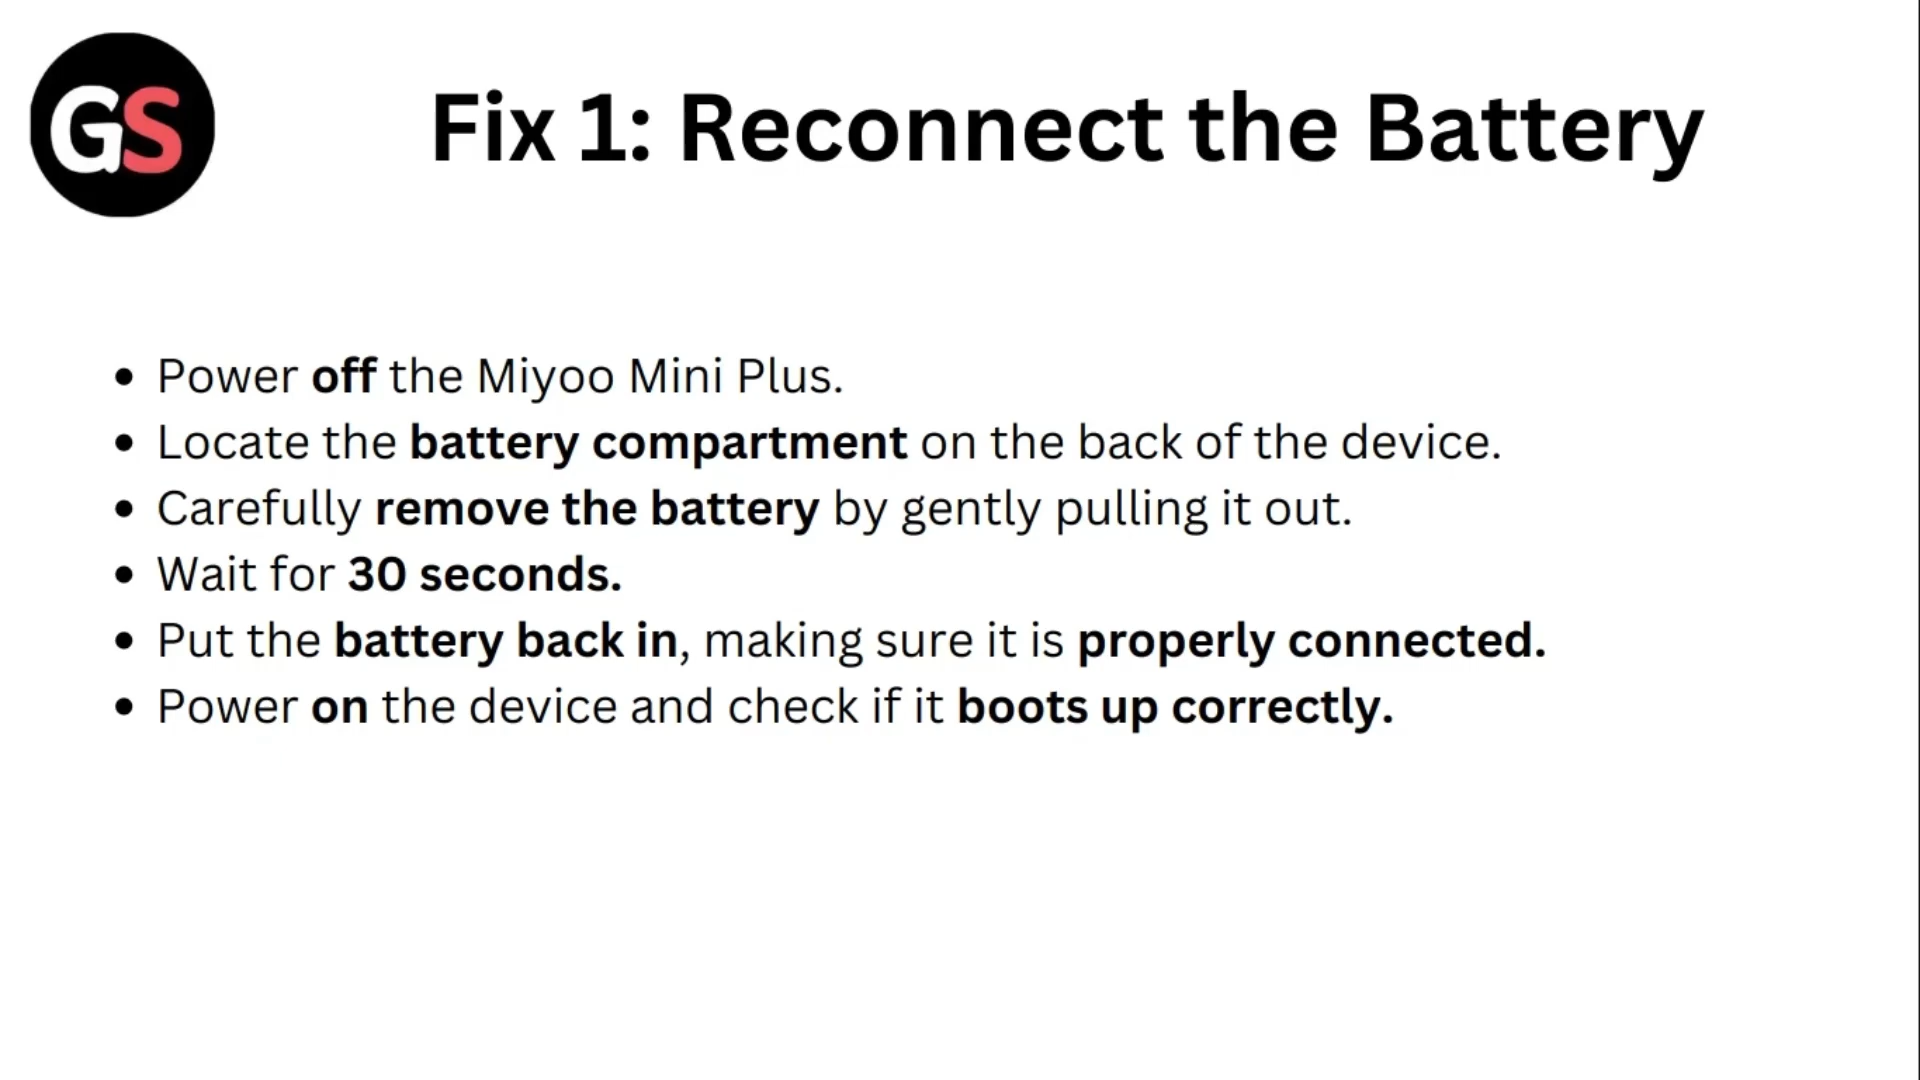 GS
Fix 1: Reconnect the Battery
• Power off the Miyoo Mini Plus.
• Locate the battery compartment on the back of the device.
• Carefully remove the battery by gently pulling it out.
• Wait for 30 seconds.
• Put the battery back in, making sure it is properly connected.
• Power on the device and check if it boots up correctly.